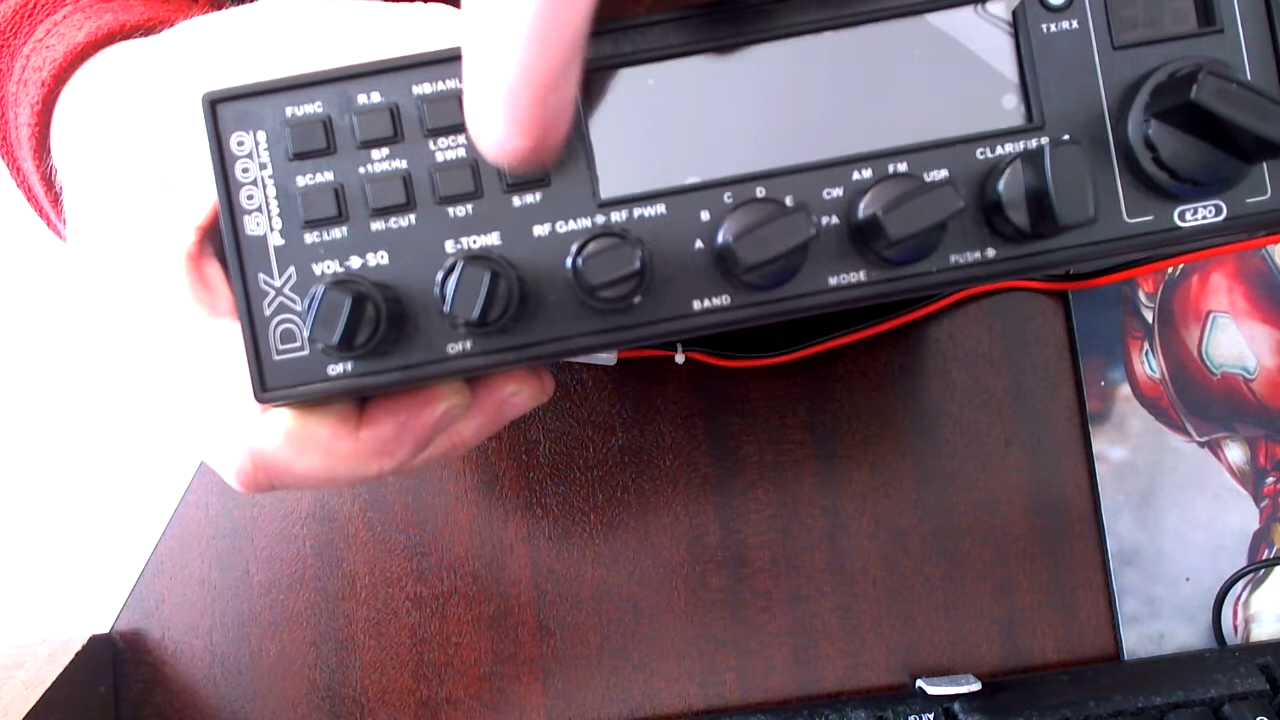 FUNC
R.B.
NB/ANL
TX/RX
SCAN
BP
+10KHz
LOCK
SWR
SC.LIST
HI-CUT
TOT
S/RF
DX 5000
PowerLine
VOL SQ
OFF
E-TONE
OFF
RF GAIN RF PWR
A
B
C
D
E
BAND
PA
CW
AM
FM
USB
MODE
CLARIFIER
PUSH
K-PO
Alt Gr